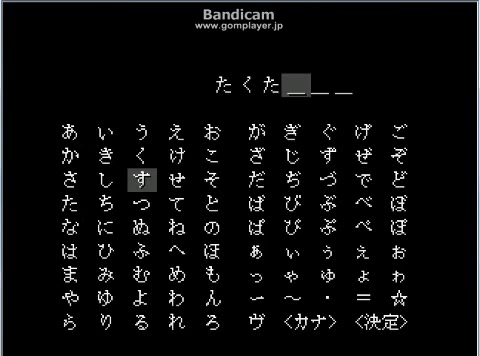 Bandicam
www.gomplayer.jp
たくた＿＿＿
あ い う え お が ぎ ぐ げ ご
か き く け こ ざ じ ず ぜ ぞ
さ し す せ そ だ ぢ づ で ど
た ち つ て と ば び ぶ べ ぼ
な に ぬ ね の ぱ ぴ ぷ ぺ ぽ
は ひ ふ へ ほ ぁ ぃ ぅ ぇ ぉ
ま み む め も っ ゃ ゅ ょ ゎ
や ゆ よ わ ん ー ～ ・ ＝ ☆
ら り る れ ろ ヴ <カナ> <決定>